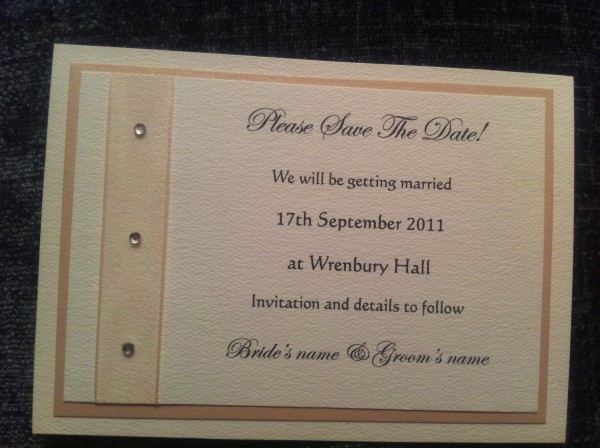 Please Save The Date!
We will be getting married
17th September 2011
at Wrenbury Hall
Invitation and details to follow
Bride's name & Groom's name